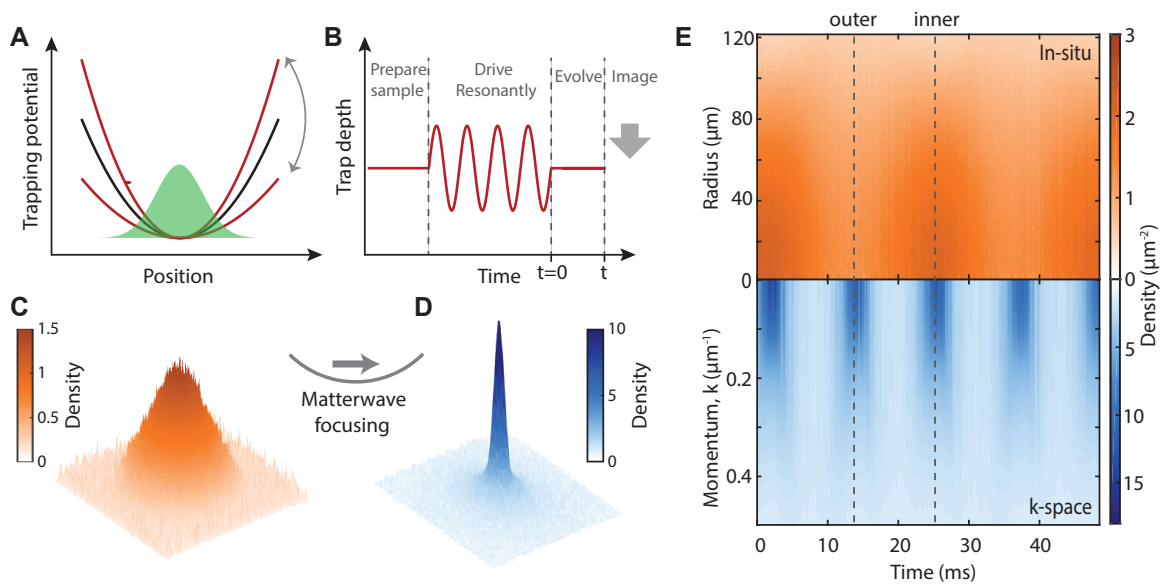 A
Trapping potential
Position
B
Trap depth
Prepare
sample
Drive
Resonantly
Evolve
Image
Time
t=0
t
C
1.5
1
0.5
0
Density
Matterwave
focusing
D
10
5
0
Density
E
outer
inner
In-situ
120
80
40
0
Radius (μm)
0.2
0.4
Momentum, k (μm⁻¹)
k-space
0
10
20
30
40
Time (ms)
3
2
1
0
5
10
15
Density (μm⁻²)